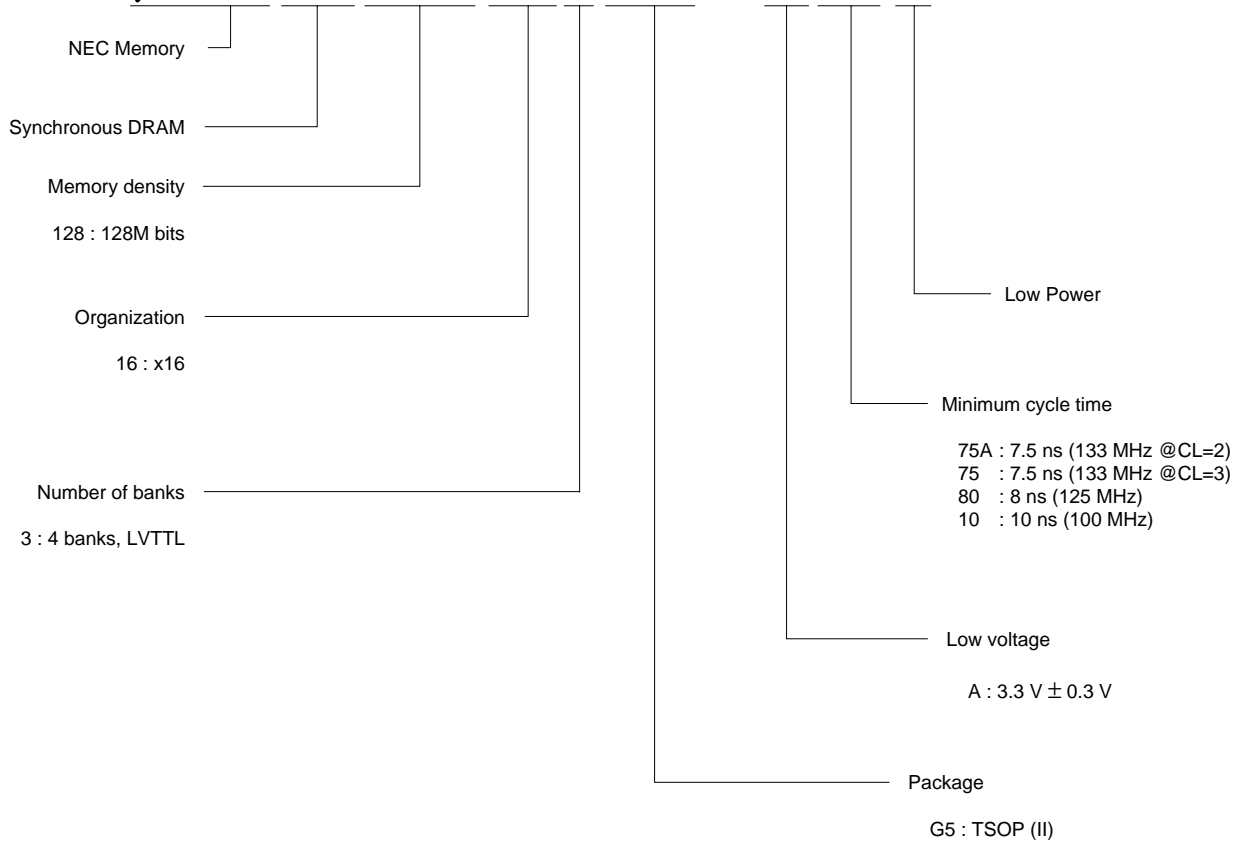 NEC Memory
Synchronous DRAM
Memory density
128 : 128M bits
Organization
16 : x16
Number of banks
3 : 4 banks, LVTTL
Low Power
Minimum cycle time
75A : 7.5 ns (133 MHz @CL=2)
75 : 7.5 ns (133 MHz @CL=3)
80 : 8 ns (125 MHz)
10 : 10 ns (100 MHz)
Low voltage
A : 3.3 V ± 0.3 V
Package
G5 : TSOP (II)